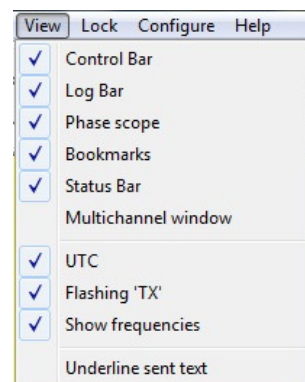 View Lock Configure Help
Control Bar
Log Bar
Phase scope
Bookmarks
Status Bar
Multichannel window
UTC
Flashing 'TX'
Show frequencies
Underline sent text